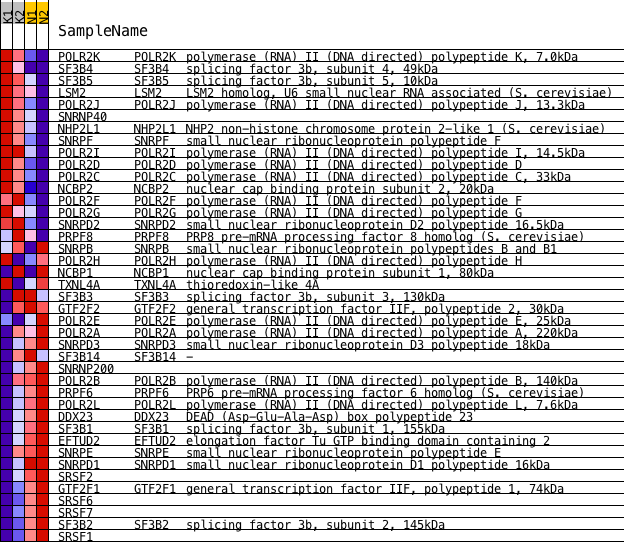 K1 K2 N1 N2
SampleName
POLR2K POLR2K polymerase (RNA) II (DNA directed) polypeptide K, 7.0kDa
SF3B4 SF3B4 splicing factor 3b, subunit 4, 49kDa
SF3B5 SF3B5 splicing factor 3b, subunit 5, 10kDa
LSM2 LSM2 LSM2 homolog, U6 small nuclear RNA associated (S. cerevisiae)
POLR2J POLR2J polymerase (RNA) II (DNA directed) polypeptide J, 13.3kDa
SNRNP40
NHP2L1 NHP2L1 NHP2 non-histone chromosome protein 2-like 1 (S. cerevisiae)
SNRPF SNRPF small nuclear ribonucleoprotein polypeptide F
POLR2I POLR2I polymerase (RNA) II (DNA directed) polypeptide I, 14.5kDa
POLR2D POLR2D polymerase (RNA) II (DNA directed) polypeptide D
POLR2C POLR2C polymerase (RNA) II (DNA directed) polypeptide C, 33kDa
NCBP2 NCBP2 nuclear cap binding protein subunit 2, 20kDa
POLR2F POLR2F polymerase (RNA) II (DNA directed) polypeptide F
POLR2G POLR2G polymerase (RNA) II (DNA directed) polypeptide G
SNRPD2 SNRPD2 small nuclear ribonucleoprotein D2 polypeptide 16.5kDa
PRPF8 PRPF8 PRP8 pre-mRNA processing factor 8 homolog (S. cerevisiae)
SNRPB SNRPB small nuclear ribonucleoprotein polypeptides B and B1
POLR2H POLR2H polymerase (RNA) II (DNA directed) polypeptide H
NCBP1 NCBP1 nuclear cap binding protein subunit 1, 80kDa
TXNL4A TXNL4A thioredoxin-like 4A
SF3B3 SF3B3 splicing factor 3b, subunit 3, 130kDa
GTF2F2 GTF2F2 general transcription factor IIF, polypeptide 2, 30kDa
POLR2E POLR2E polymerase (RNA) II (DNA directed) polypeptide E, 25kDa
POLR2A POLR2A polymerase (RNA) II (DNA directed) polypeptide A, 220kDa
SNRPD3 SNRPD3 small nuclear ribonucleoprotein D3 polypeptide 18kDa
SF3B14 SF3B14 -
SNRNP200
POLR2B POLR2B polymerase (RNA) II (DNA directed) polypeptide B, 140kDa
PRPF6 PRPF6 PRP6 pre-mRNA processing factor 6 homolog (S. cerevisiae)
POLR2L POLR2L polymerase (RNA) II (DNA directed) polypeptide L, 7.6kDa
DDX23 DDX23 DEAD (Asp-Glu-Ala-Asp) box polypeptide 23
SF3B1 SF3B1 splicing factor 3b, subunit 1, 155kDa
EFTUD2 EFTUD2 elongation factor Tu GTP binding domain containing 2
SNRPE SNRPE small nuclear ribonucleoprotein polypeptide E
SNRPD1 SNRPD1 small nuclear ribonucleoprotein D1 polypeptide 16kDa
SRSF2
GTF2F1 GTF2F1 general transcription factor IIF, polypeptide 1, 74kDa
SRSF6
SRSF7
SF3B2 SF3B2 splicing factor 3b, subunit 2, 145kDa
SRSF1